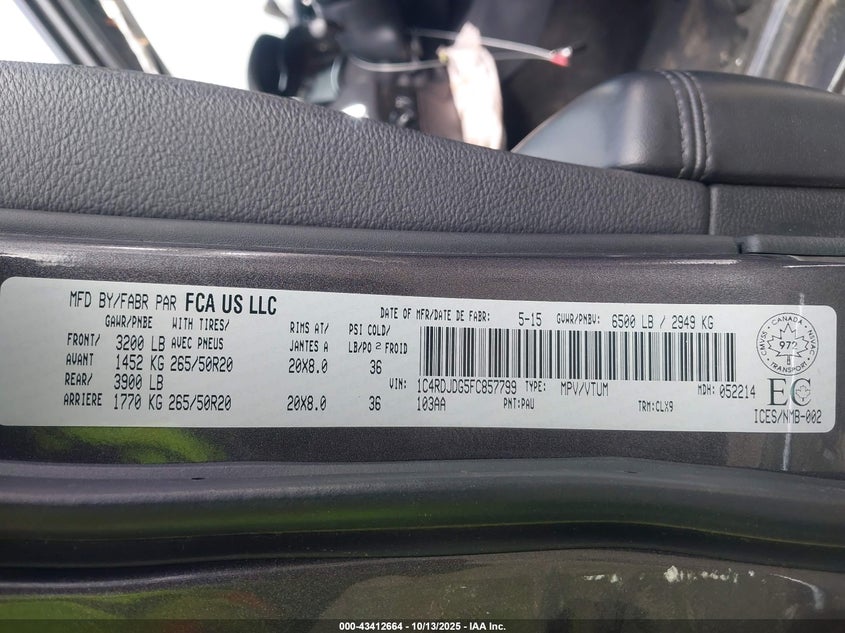 MFD BY/FABR PAR FCA US LLC
DATE OF MFR/DATE DE FABR: 5-15 GVWR/PNBV: 6500 LB / 2949 KG
GAWR/PNBE WITH TIRES/ RIMS AT/ PSI COLD/
FRONT/ 3200 LB AVEC PNEUS JANTES A LB/PO2 FROID
AVANT 1452 KG 265/50R20 20X8.0 36
REAR/ 3900 LB
ARRIERE 1770 KG 265/50R20 20X8.0 36
VIN: 1C4RDJDG5FC857799 TYPE: MPV/VTUM MDH: 052214
103AA PNT:PAU TRM:CLX9
CANADA
CMVSS NSVAC
972
TRANSPORT
EC
ICES/NMB-002
000-43412664 - 10/13/2025 - IAA Inc.